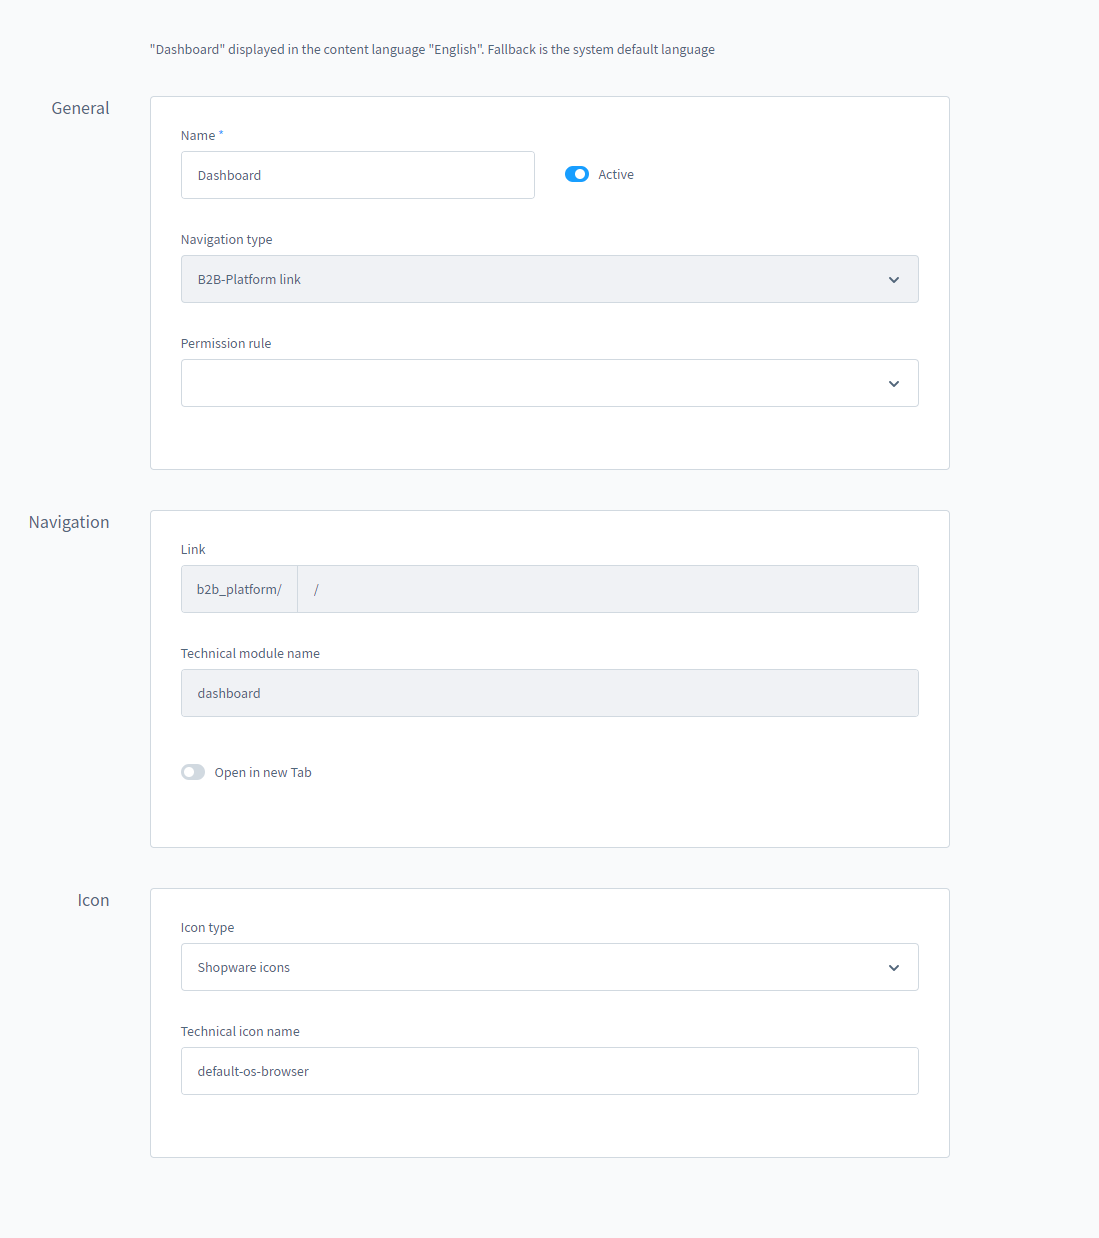 "Dashboard" displayed in the content language "English". Fallback is the system default language
General
Name *
Dashboard
Active
Navigation type
B2B-Platform link
Permission rule
Navigation
Link
b2b_platform/ /
Technical module name
dashboard
Open in new Tab
Icon
Icon type
Shopware icons
Technical icon name
default-os-browser